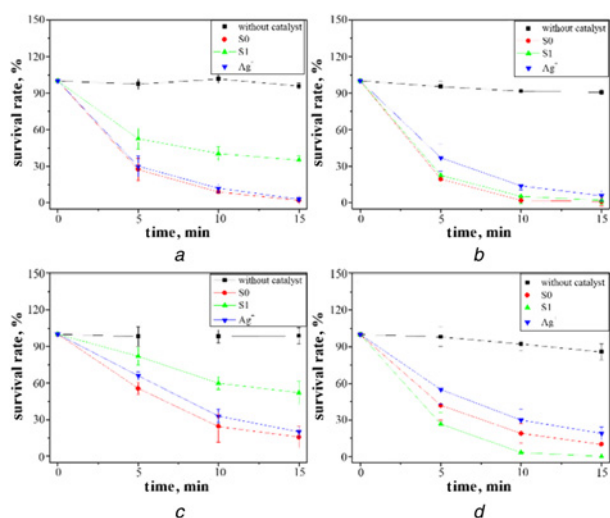 150
120
90
60
30
0
survival rate, %
without catalyst
S0
S1
Ag⁺
0 5 10 15
time, min
a
150
120
90
60
30
0
survival rate, %
without catalyst
S0
S1
Ag⁺
0 5 10 15
time, min
b
150
120
90
60
30
0
survival rate, %
without catalyst
S0
S1
Ag⁺
0 5 10 15
time, min
c
150
120
90
60
30
0
survival rate, %
without catalyst
S0
S1
Ag
0 5 10 15
time, min
d